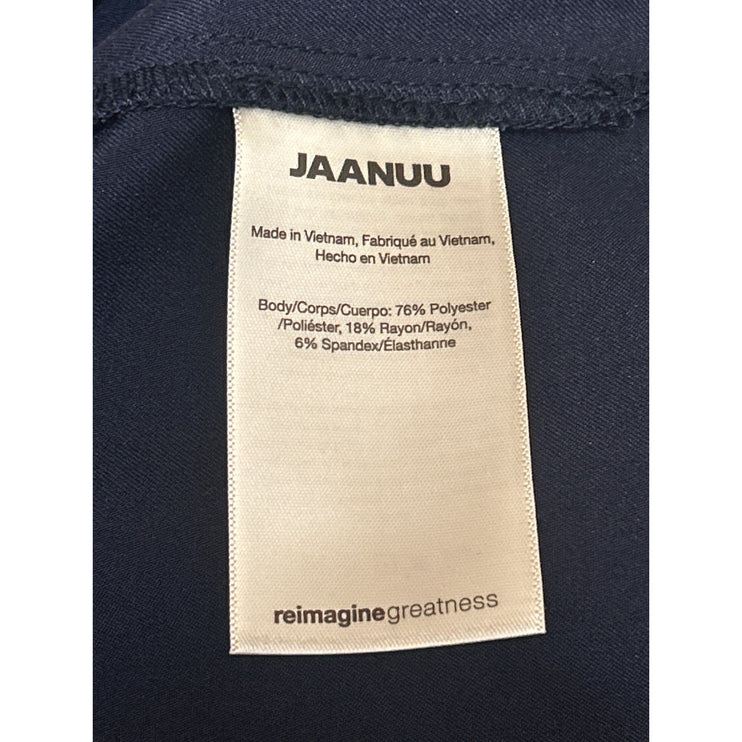 JAANUU
Made in Vietnam, Fabriqué au Vietnam,
Hecho en Vietnam
Body/Corps/Cuerpo: 76% Polyester
/Poliéster, 18% Rayon/Rayón,
6% Spandex/Élasthanne
reimaginegreatness